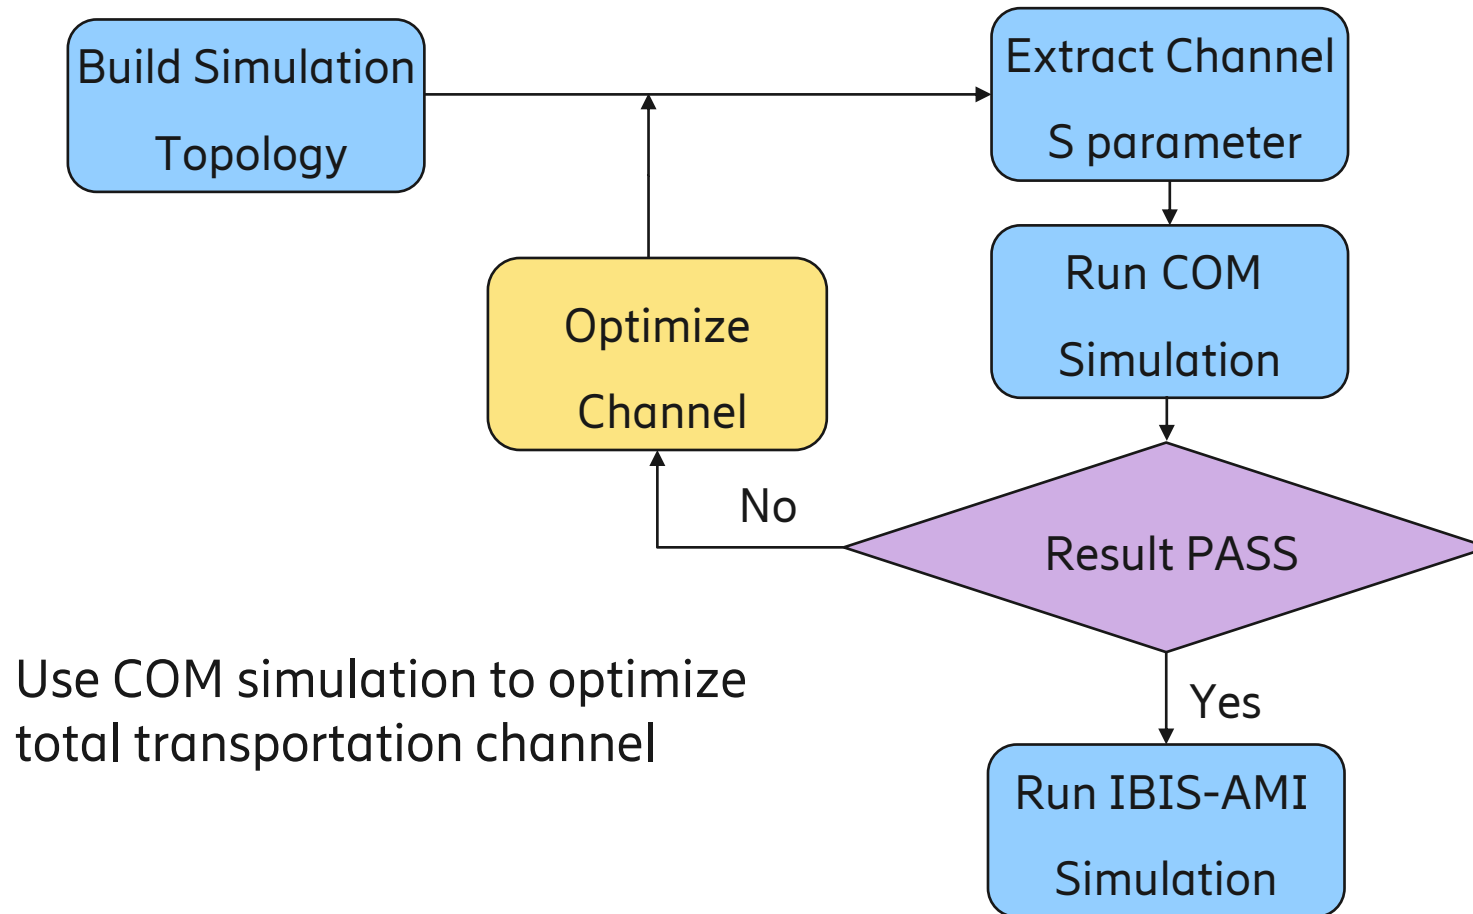 Build Simulation
Topology
Extract Channel
S parameter
Run COM
Simulation
Optimize
Channel
No
Result PASS
Yes
Use COM simulation to optimize
total transportation channel
Run IBIS-AMI
Simulation